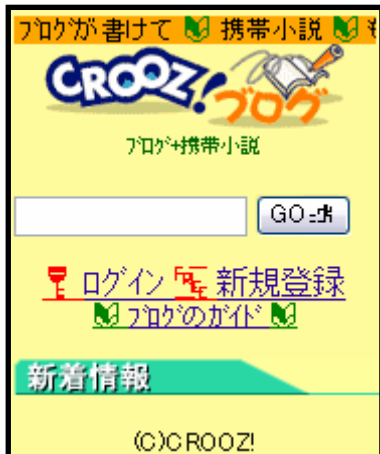 ﾌﾞﾛｸﾞが書けて 携帯小説
CROOZ!
ブログ
ﾌﾞﾛｸﾞ+携帯小説
GO
ログイン FREE 新規登録
ﾌﾞﾛｸﾞのｶﾞｲﾄﾞ
新着情報
(C)CROOZ!